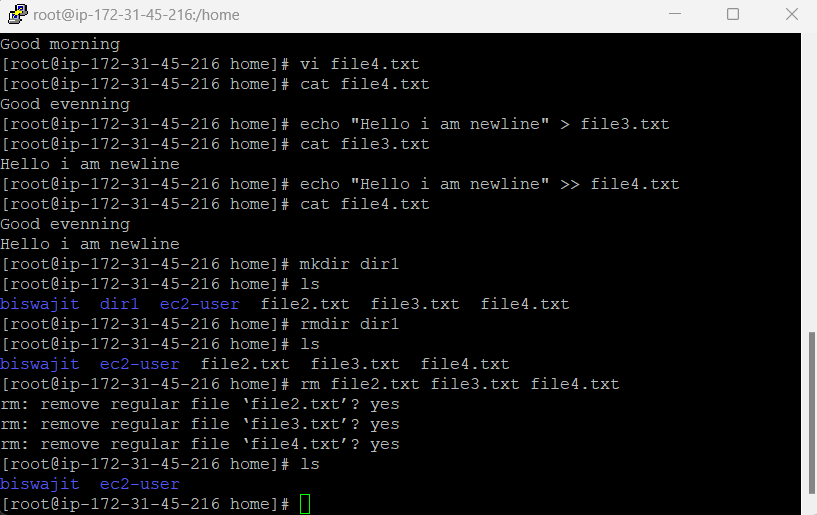 root@ip-172-31-45-216:/home
Good morning
[root@ip-172-31-45-216 home]# vi file4.txt
[root@ip-172-31-45-216 home]# cat file4.txt
Good evenning
[root@ip-172-31-45-216 home]# echo "Hello i am newline" > file3.txt
[root@ip-172-31-45-216 home]# cat file3.txt
Hello i am newline
[root@ip-172-31-45-216 home]# echo "Hello i am newline" >> file4.txt
[root@ip-172-31-45-216 home]# cat file4.txt
Good evenning
Hello i am newline
[root@ip-172-31-45-216 home]# mkdir dir1
[root@ip-172-31-45-216 home]# ls
biswajit  dir1  ec2-user  file2.txt  file3.txt  file4.txt
[root@ip-172-31-45-216 home]# rmdir dir1
[root@ip-172-31-45-216 home]# ls
biswajit  ec2-user  file2.txt  file3.txt  file4.txt
[root@ip-172-31-45-216 home]# rm file2.txt file3.txt file4.txt
rm: remove regular file ‘file2.txt’? yes
rm: remove regular file ‘file3.txt’? yes
rm: remove regular file ‘file4.txt’? yes
[root@ip-172-31-45-216 home]# ls
biswajit  ec2-user
[root@ip-172-31-45-216 home]#